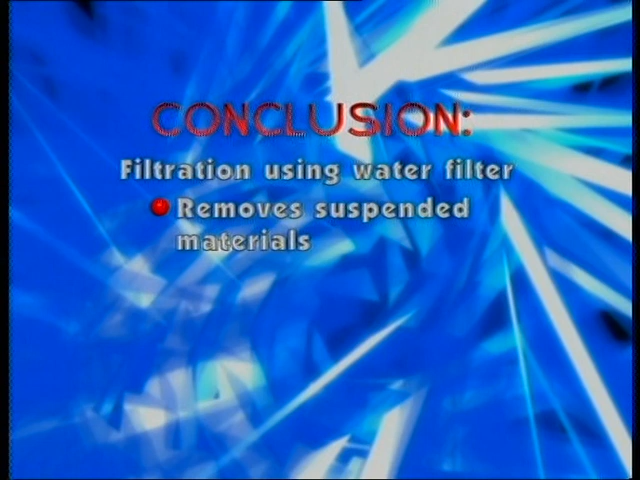 CONCLUSION:
Filtration using water filter
Removes suspended
materials